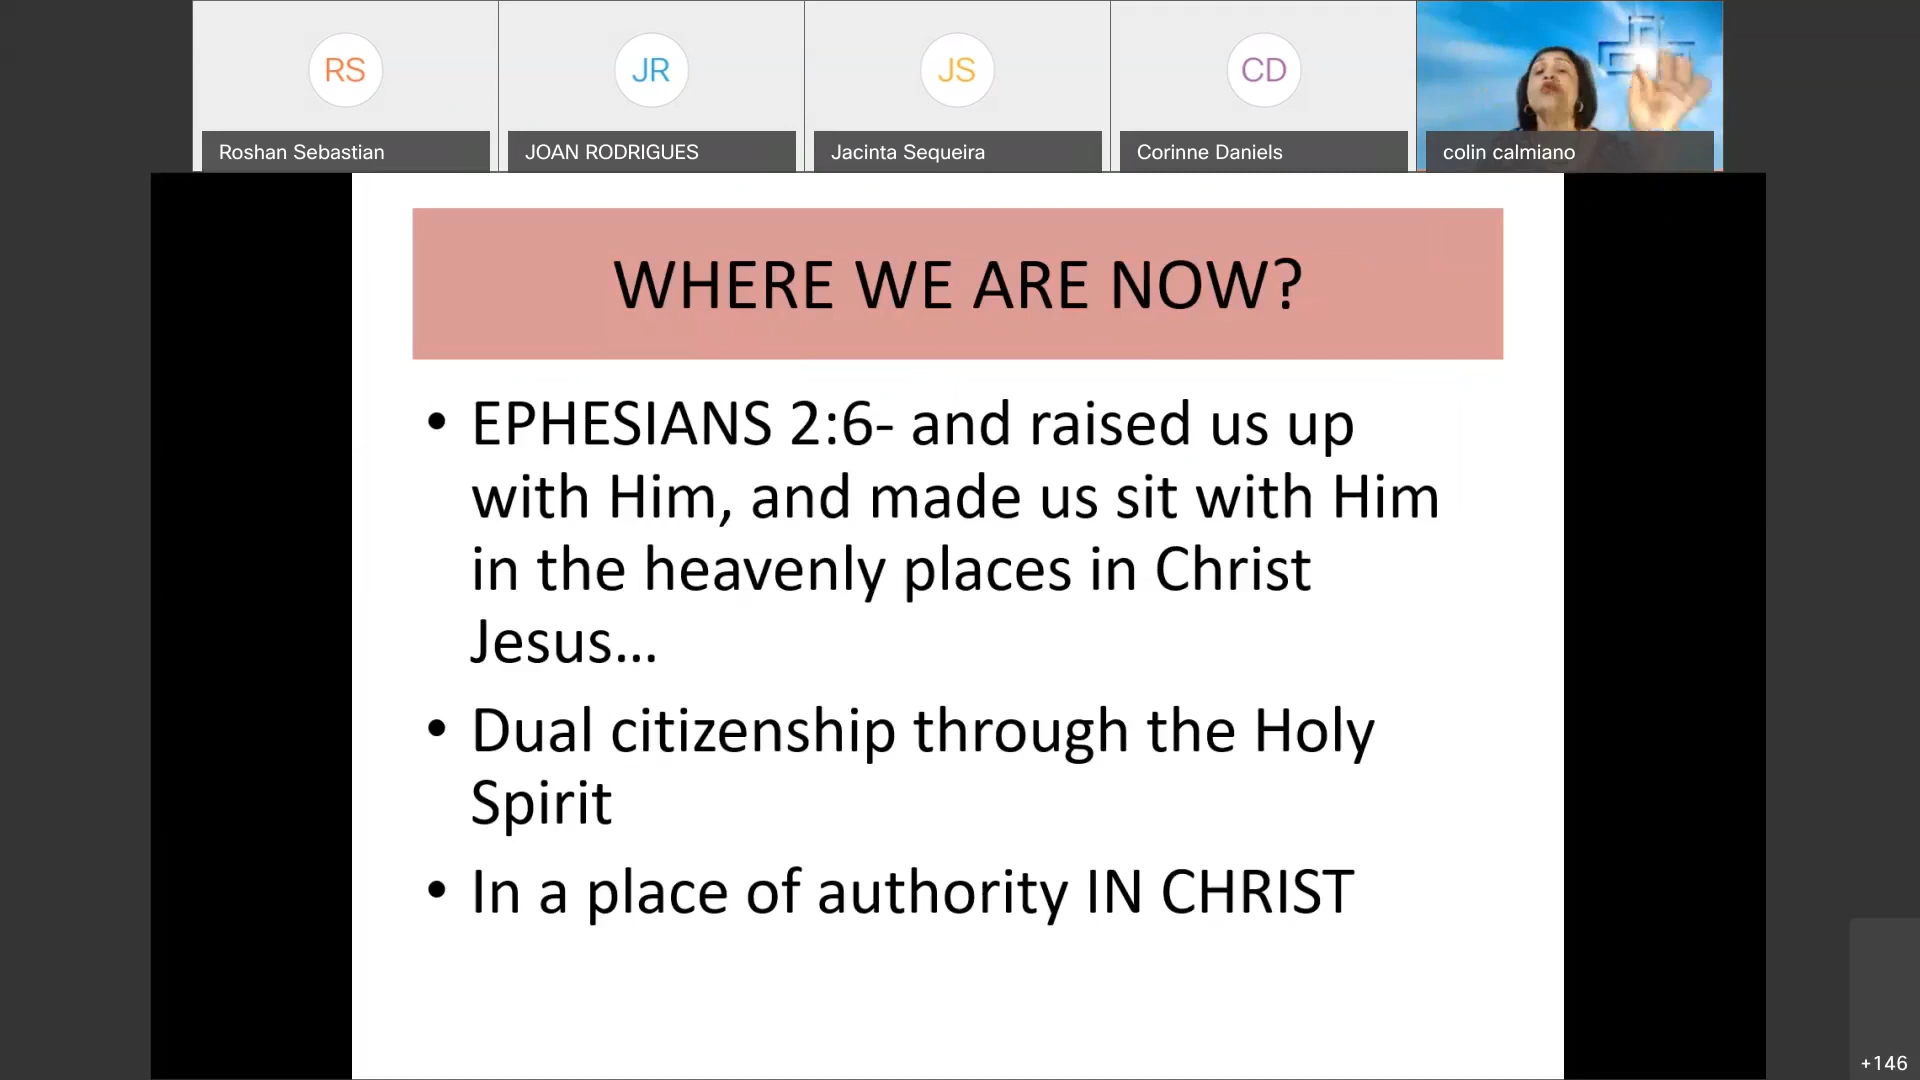 RS
JR
JS
CD
Roshan Sebastian
JOAN RODRIGUES
Jacinta Sequeira
Corinne Daniels
colin calmiano
WHERE WE ARE NOW?
• EPHESIANS 2:6- and raised us up
with Him, and made us sit with Him
in the heavenly places in Christ
Jesus...
• Dual citizenship through the Holy
Spirit
• In a place of authority IN CHRIST
+146